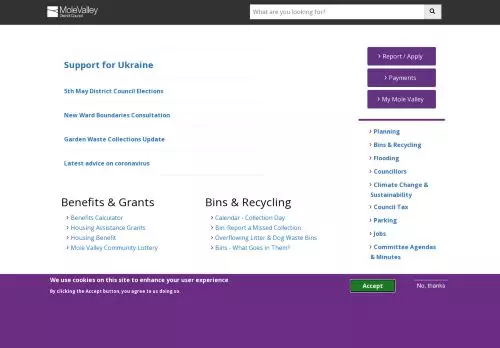 MoleValley
District Council
What are you looking for?
Support for Ukraine
5th May District Council Elections
New Ward Boundaries Consultation
Garden Waste Collections Update
Latest advice on coronavirus
Report / Apply
Payments
My Mole Valley
Planning
Bins & Recycling
Flooding
Councillors
Climate Change &
Sustainability
Council Tax
Parking
Jobs
Committee Agendas
& Minutes
Benefits & Grants
Benefits Calculator
Housing Assistance Grants
Housing Benefit
Mole Valley Community Lottery
Bins & Recycling
Calendar - Collection Day
Bin: Report a Missed Collection
Overflowing Litter & Dog Waste Bins
Bins - What Goes in Them?
We use cookies on this site to enhance your user experience
By clicking the Accept button, you agree to us doing so.
Accept
No, thanks